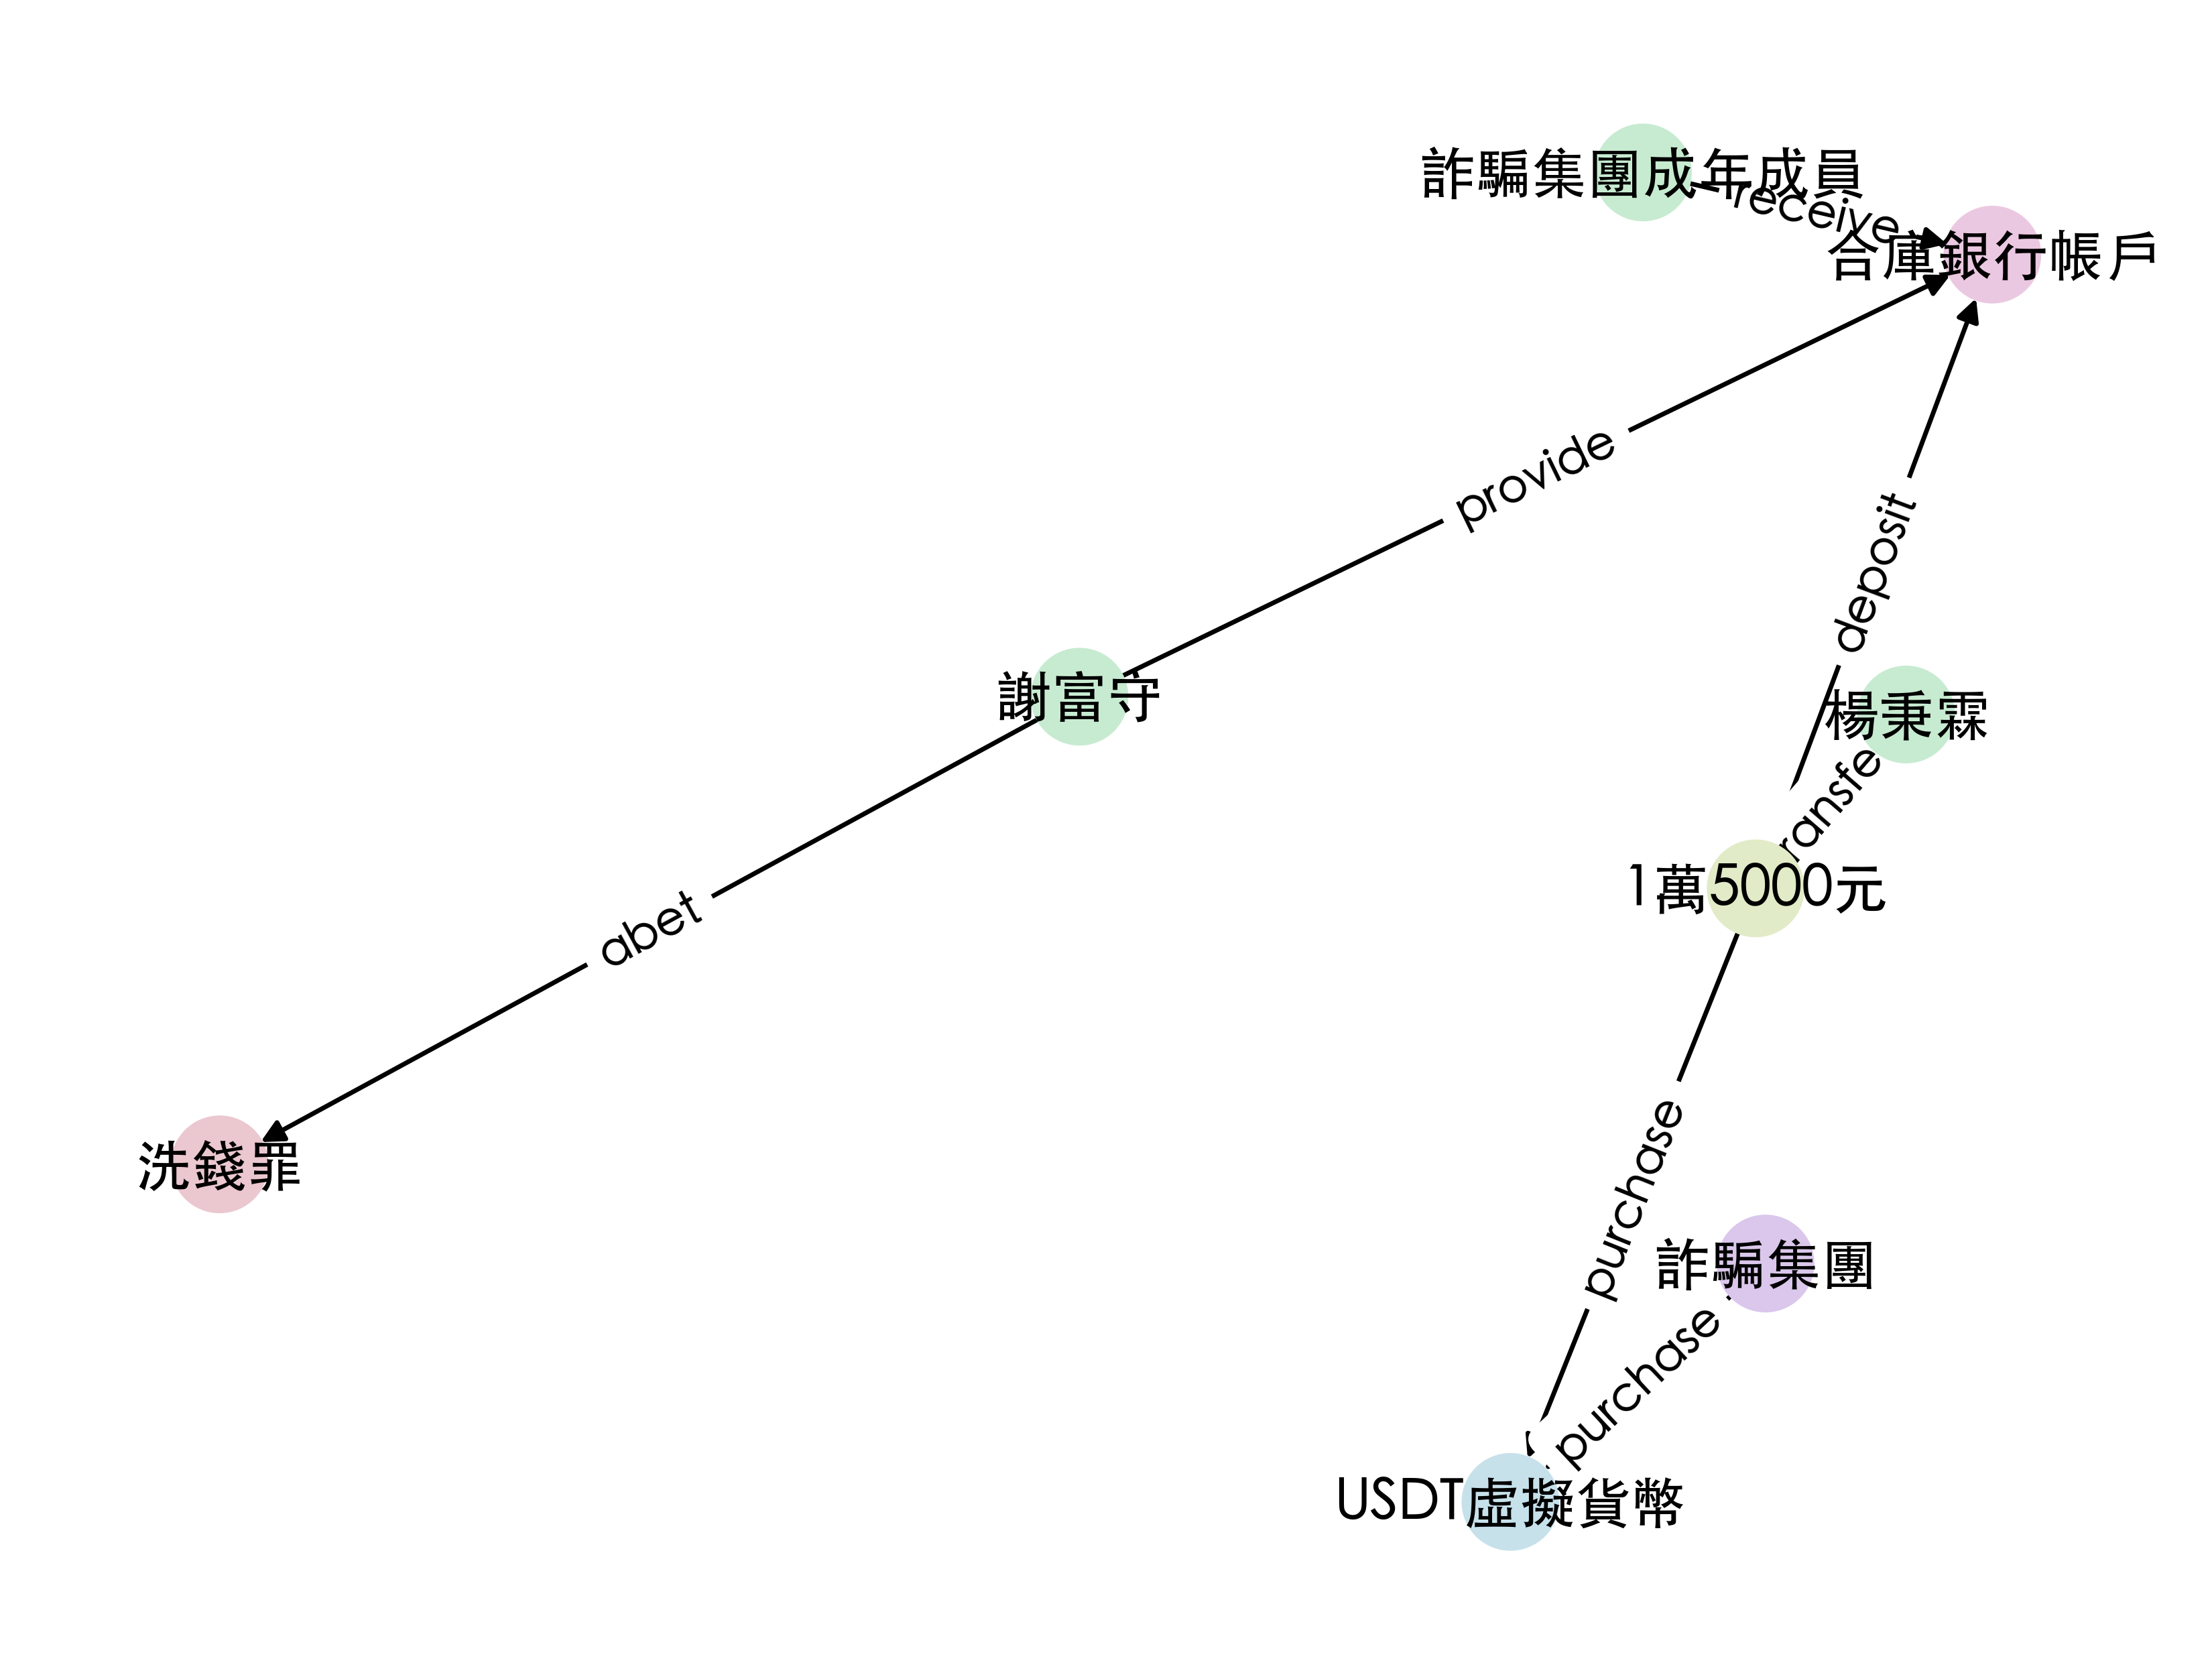 詐騙集團成年成員
receive
合庫銀行帳戶
provide
deposit
謝富守
楊秉霖
ransfe
1萬5000元
abet
purchase
洗錢罪
詐騙集團
purchase
USDT虛擬貨幣